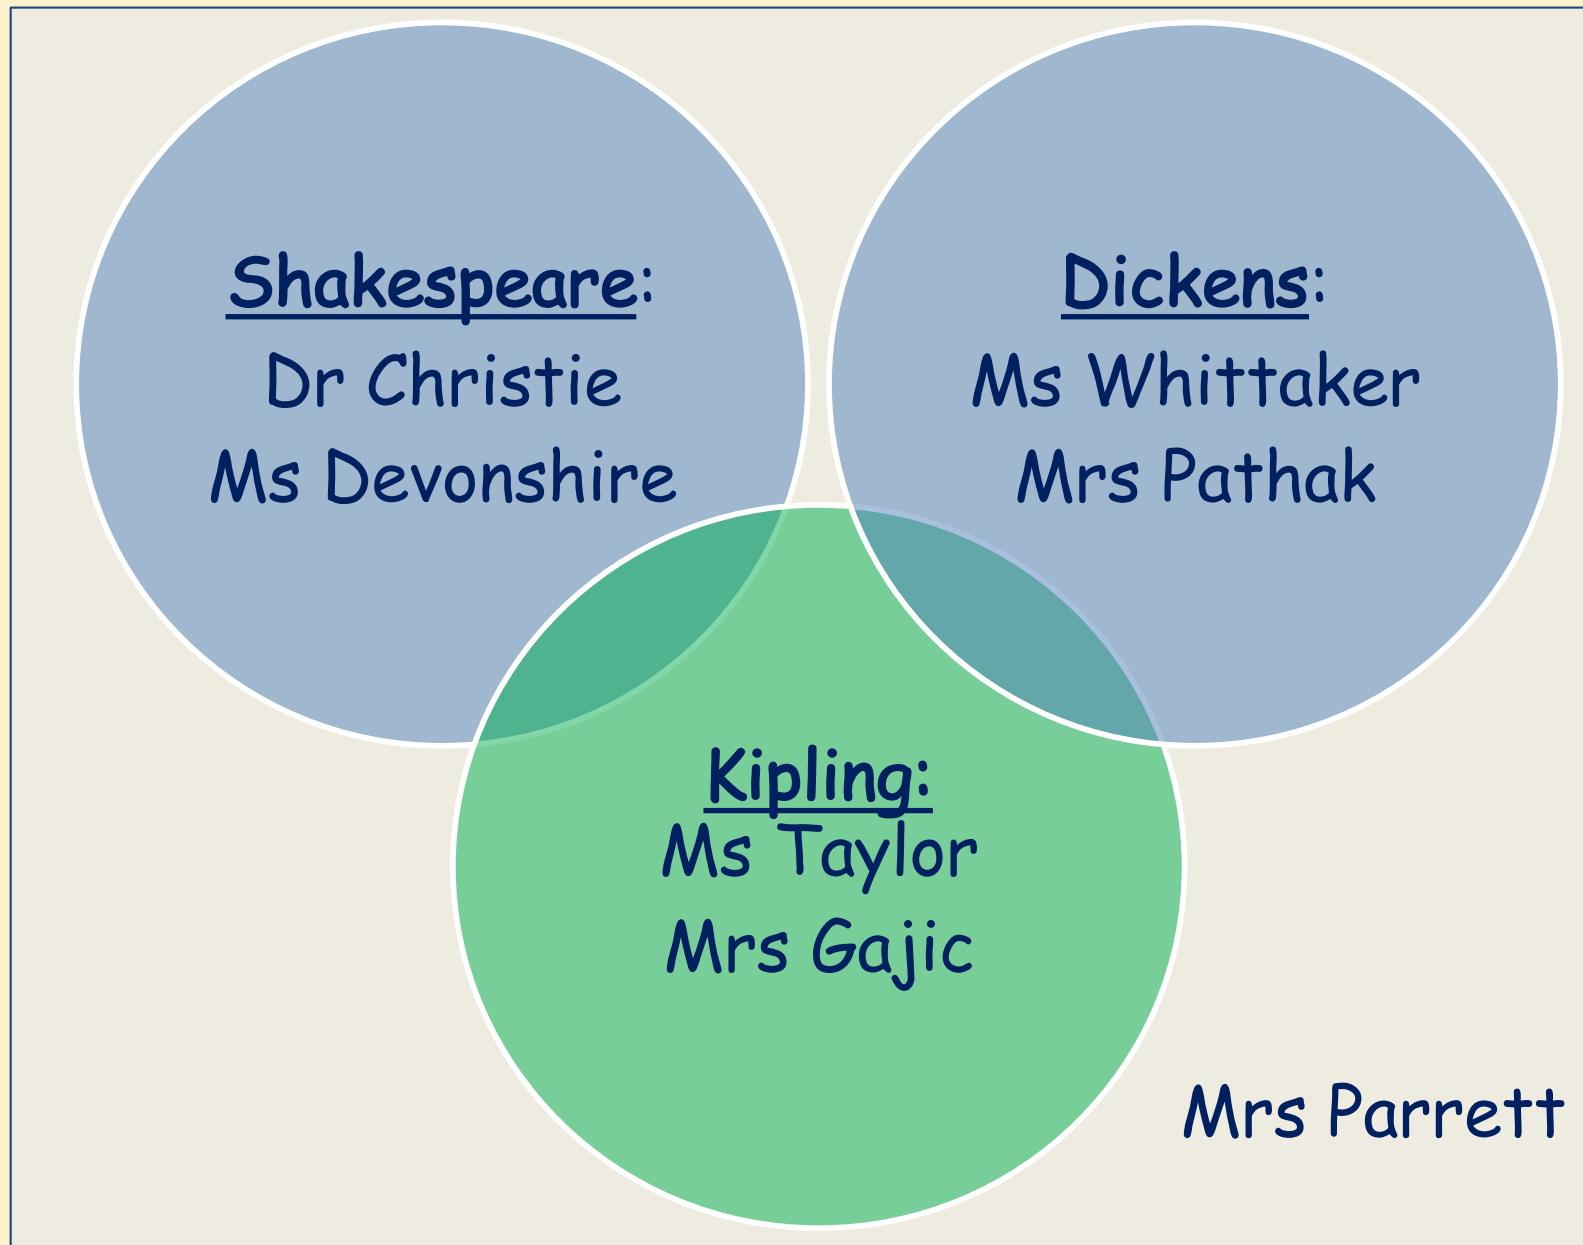 Shakespeare:
Dr Christie
Ms Devonshire
Dickens:
Ms Whittaker
Mrs Pathak
Kipling:
Ms Taylor
Mrs Gajic
Mrs Parrett